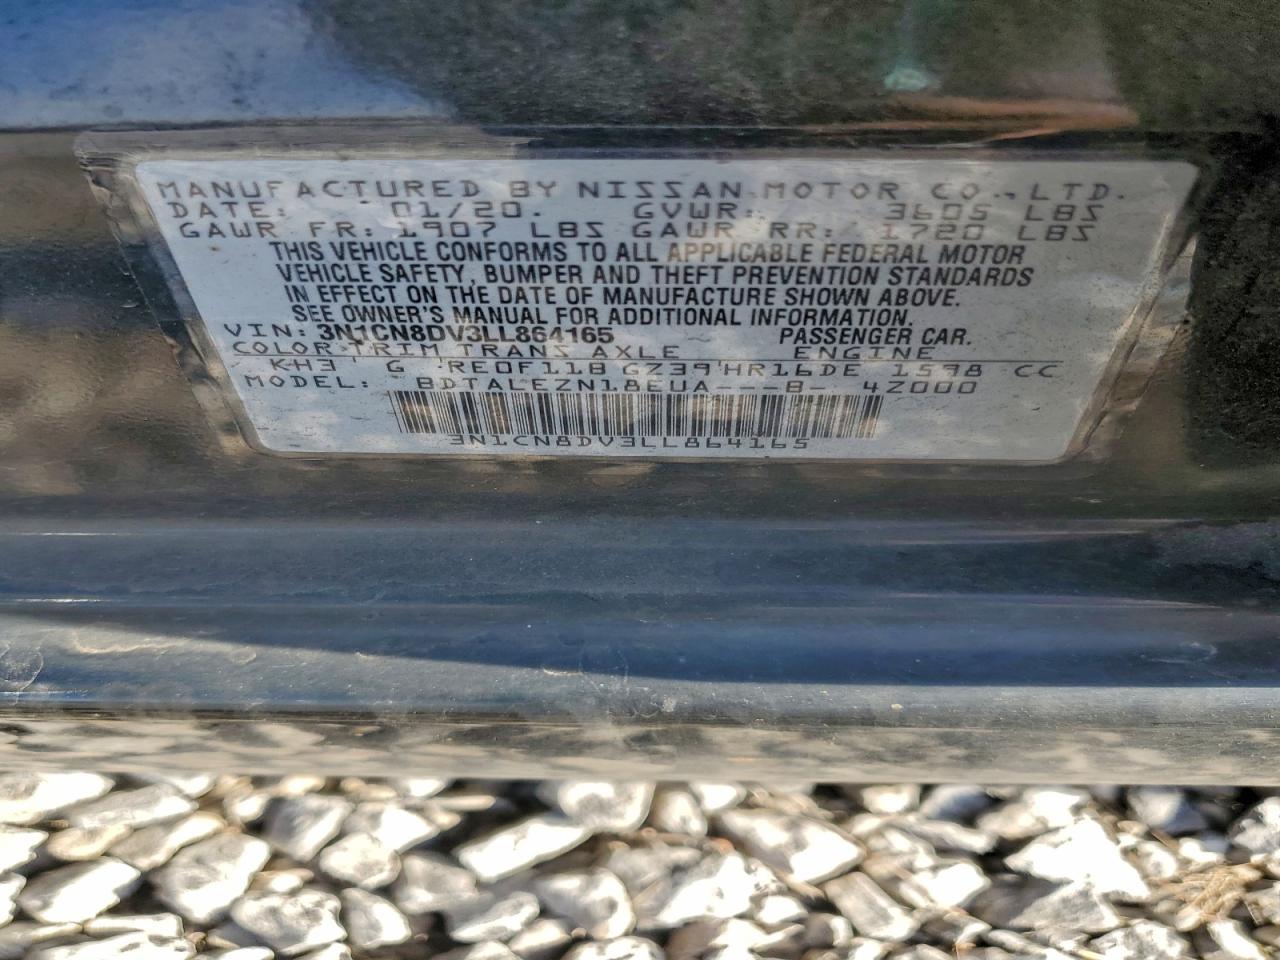 MANUFACTURED BY NISSAN MOTOR CO., LTD.
DATE: 01/20. GVWR: 3605 LBS
GAWR FR: 1907 LBS GAWR RR: 1720 LBS
THIS VEHICLE CONFORMS TO ALL APPLICABLE FEDERAL MOTOR
VEHICLE SAFETY, BUMPER AND THEFT PREVENTION STANDARDS
IN EFFECT ON THE DATE OF MANUFACTURE SHOWN ABOVE.
SEE OWNER'S MANUAL FOR ADDITIONAL INFORMATION.
VIN: 3N1CN8DV3LL864165 PASSENGER CAR.
COLOR TRIM TRANS AXLE ENGINE
KH3 G RE0F11B GZ39 HR16DE 1598 CC
MODEL: BDTALEZN18EUA---B- 4Z000
3N1CN8DV3LL864165